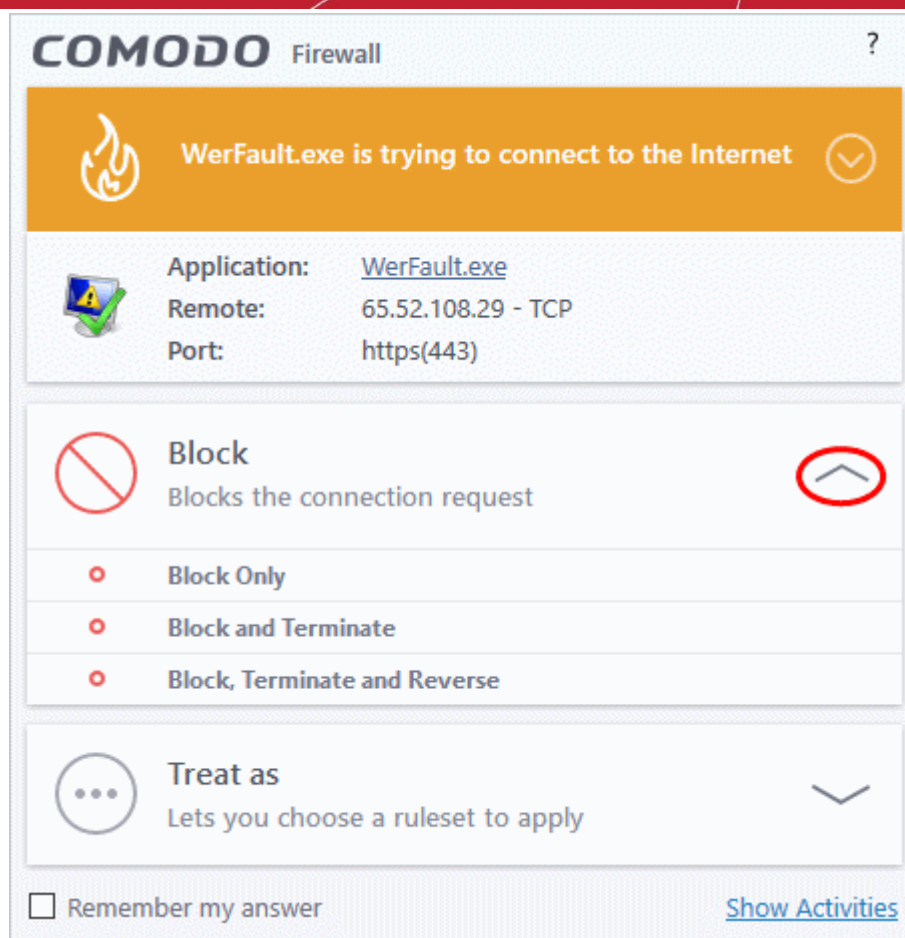 COMODO Firewall ?
WerFault.exe is trying to connect to the Internet
Application: WerFault.exe
Remote: 65.52.108.29 - TCP
Port: https(443)
Block
Blocks the connection request
Block Only
Block and Terminate
Block, Terminate and Reverse
Treat as
Lets you choose a ruleset to apply
Remember my answer Show Activities